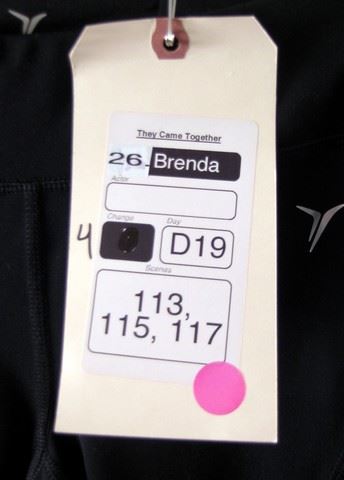 They Came Together
26. Brenda
Actor
Change Day
4 D19
Scenes
113,
115, 117